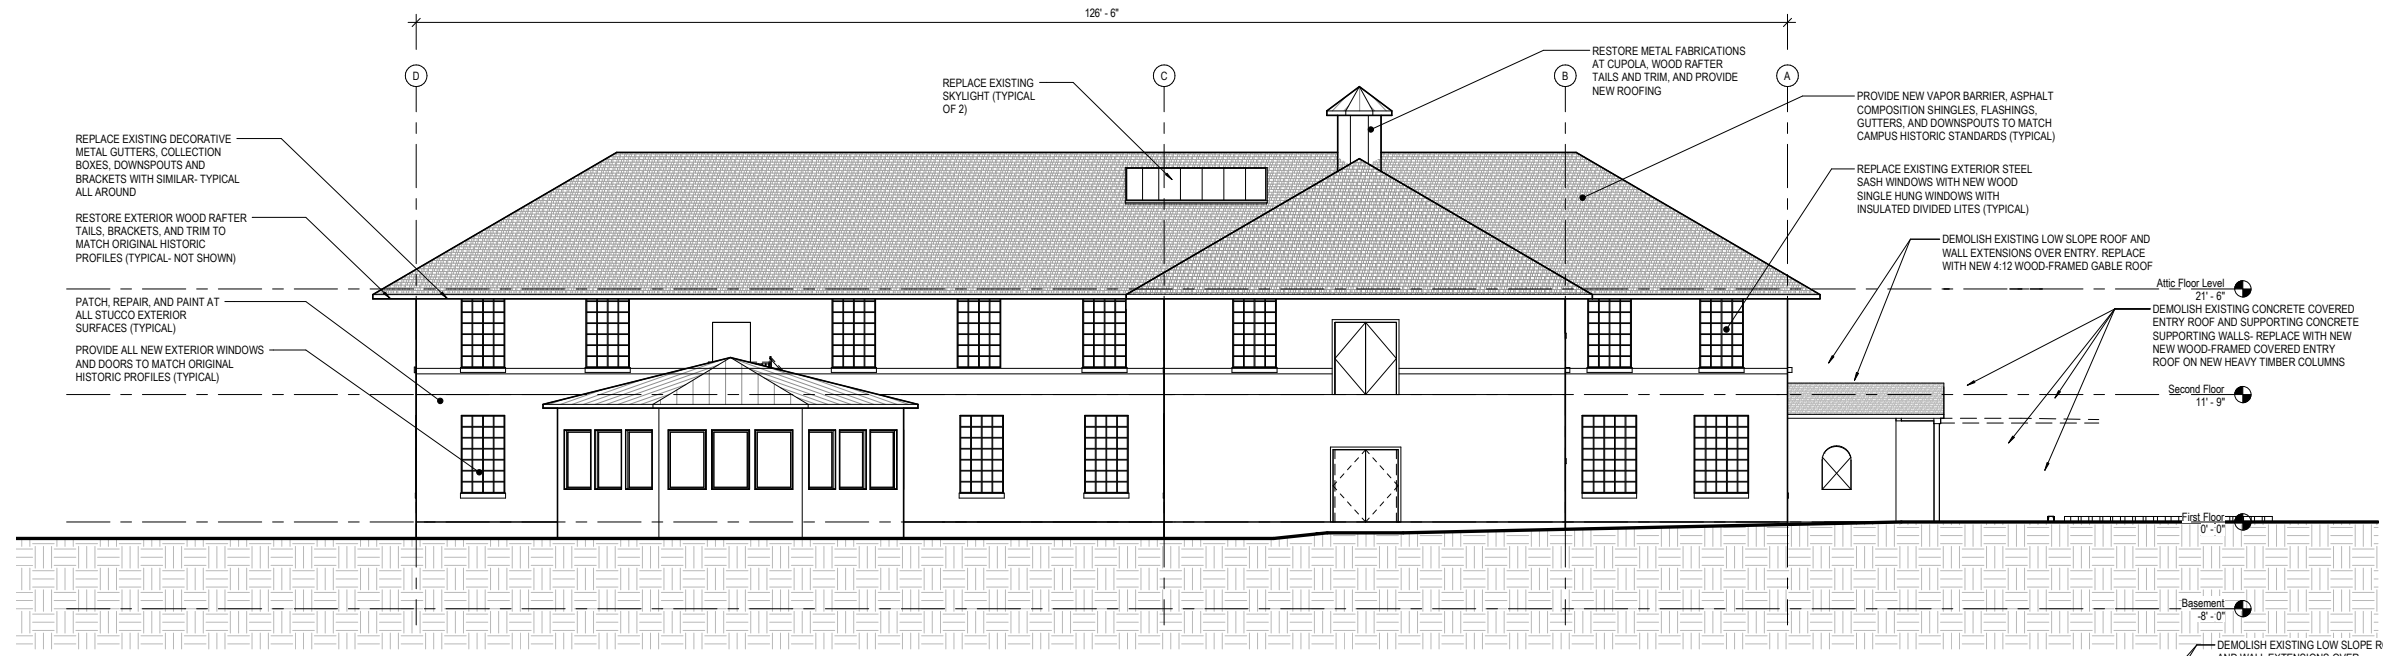 126' - 6"
D
C
B
A
RESTORE METAL FABRICATIONS
AT CUPOLA, WOOD RAFTER
TAILS AND TRIM, AND PROVIDE
NEW ROOFING
REPLACE EXISTING
SKYLIGHT (TYPICAL
OF 2)
PROVIDE NEW VAPOR BARRIER, ASPHALT
COMPOSITION SHINGLES, FLASHINGS,
GUTTERS, AND DOWNSPOUTS TO MATCH
CAMPUS HISTORIC STANDARDS (TYPICAL)
REPLACE EXISTING DECORATIVE
METAL GUTTERS, COLLECTION
BOXES, DOWNSPOUTS AND
BRACKETS WITH SIMILAR- TYPICAL
ALL AROUND
REPLACE EXISTING EXTERIOR STEEL
SASH WINDOWS WITH NEW WOOD
SINGLE HUNG WINDOWS WITH
INSULATED DIVIDED LITES (TYPICAL)
RESTORE EXTERIOR WOOD RAFTER
TAILS, BRACKETS, AND TRIM TO
MATCH ORIGINAL HISTORIC
PROFILES (TYPICAL- NOT SHOWN)
DEMOLISH EXISTING LOW SLOPE ROOF AND
WALL EXTENSIONS OVER ENTRY. REPLACE
WITH NEW 4:12 WOOD-FRAMED GABLE ROOF
Attic Floor Level
21' - 6"
PATCH, REPAIR, AND PAINT AT
ALL STUCCO EXTERIOR
SURFACES (TYPICAL)
DEMOLISH EXISTING CONCRETE COVERED
ENTRY ROOF AND SUPPORTING CONCRETE
SUPPORTING WALLS- REPLACE WITH NEW
NEW WOOD-FRAMED COVERED ENTRY
ROOF ON NEW HEAVY TIMBER COLUMNS
PROVIDE ALL NEW EXTERIOR WINDOWS
AND DOORS TO MATCH ORIGINAL
HISTORIC PROFILES (TYPICAL)
Second Floor
11' - 9"
First Floor
0' - 0"
Basement
-8' - 0"
DEMOLISH EXISTING LOW SLOPE
AND WALL EXTENSIONS OVER